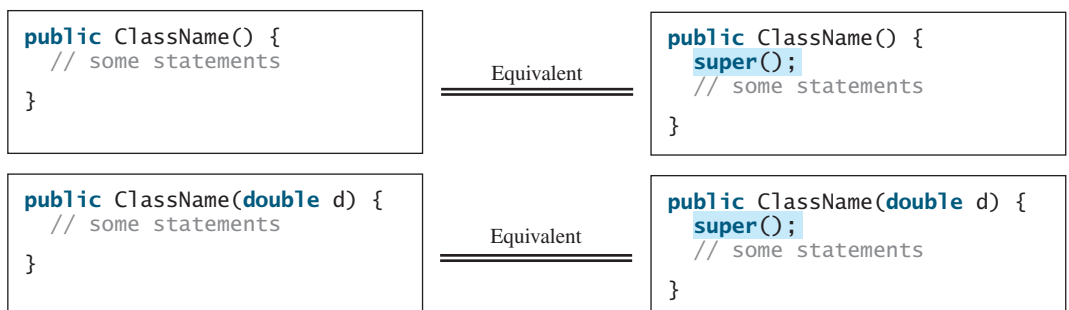 public ClassName() {
// some statements
}
Equivalent
public ClassName() {
super();
// some statements
}
public ClassName(double d) {
// some statements
}
Equivalent
public ClassName(double d) {
super();
// some statements
}